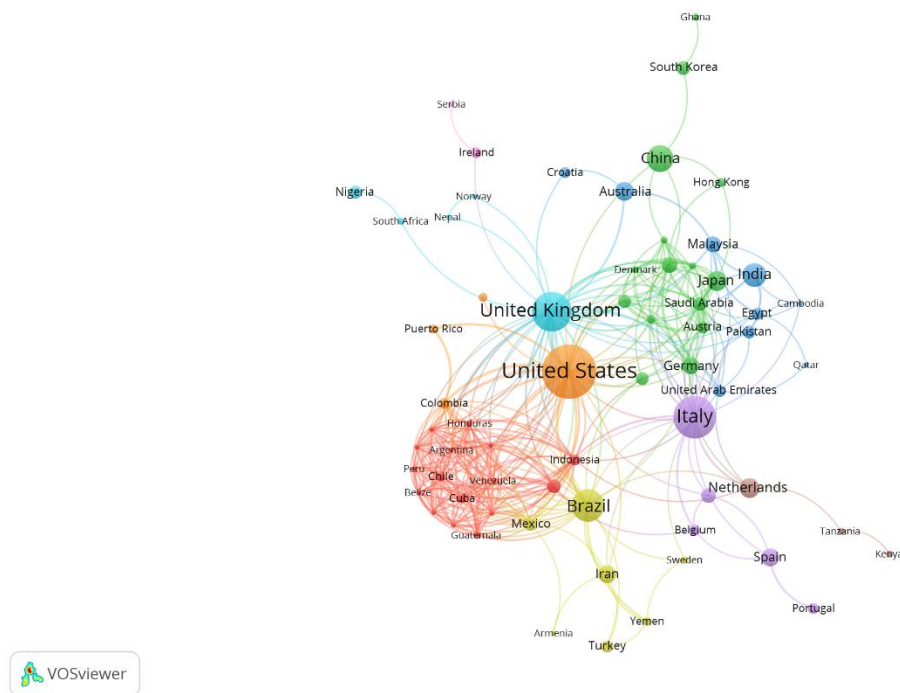 Ghana
South Korea
Serbia
China
Ireland
Croatia
Hong Kong
Nigeria
Norway
Australia
South Africa
Nepal
Malaysia
Denmark
Japan
India
Saudi Arabia
Cambodia
United Kingdom
Egypt
Puerto Rico
Austria
Pakistan
United States
Germany
Qatar
United Arab Emirates
Colombia
Italy
Honduras
Argentina
Indonesia
Peru
Chile
Venezuela
Netherlands
Belize
Cuba
Brazil
Mexico
Belgium
Tanzania
Guatemala
Sweden
Spain
Kenya
Iran
Portugal
Yemen
Armenia
Turkey
VOSviewer